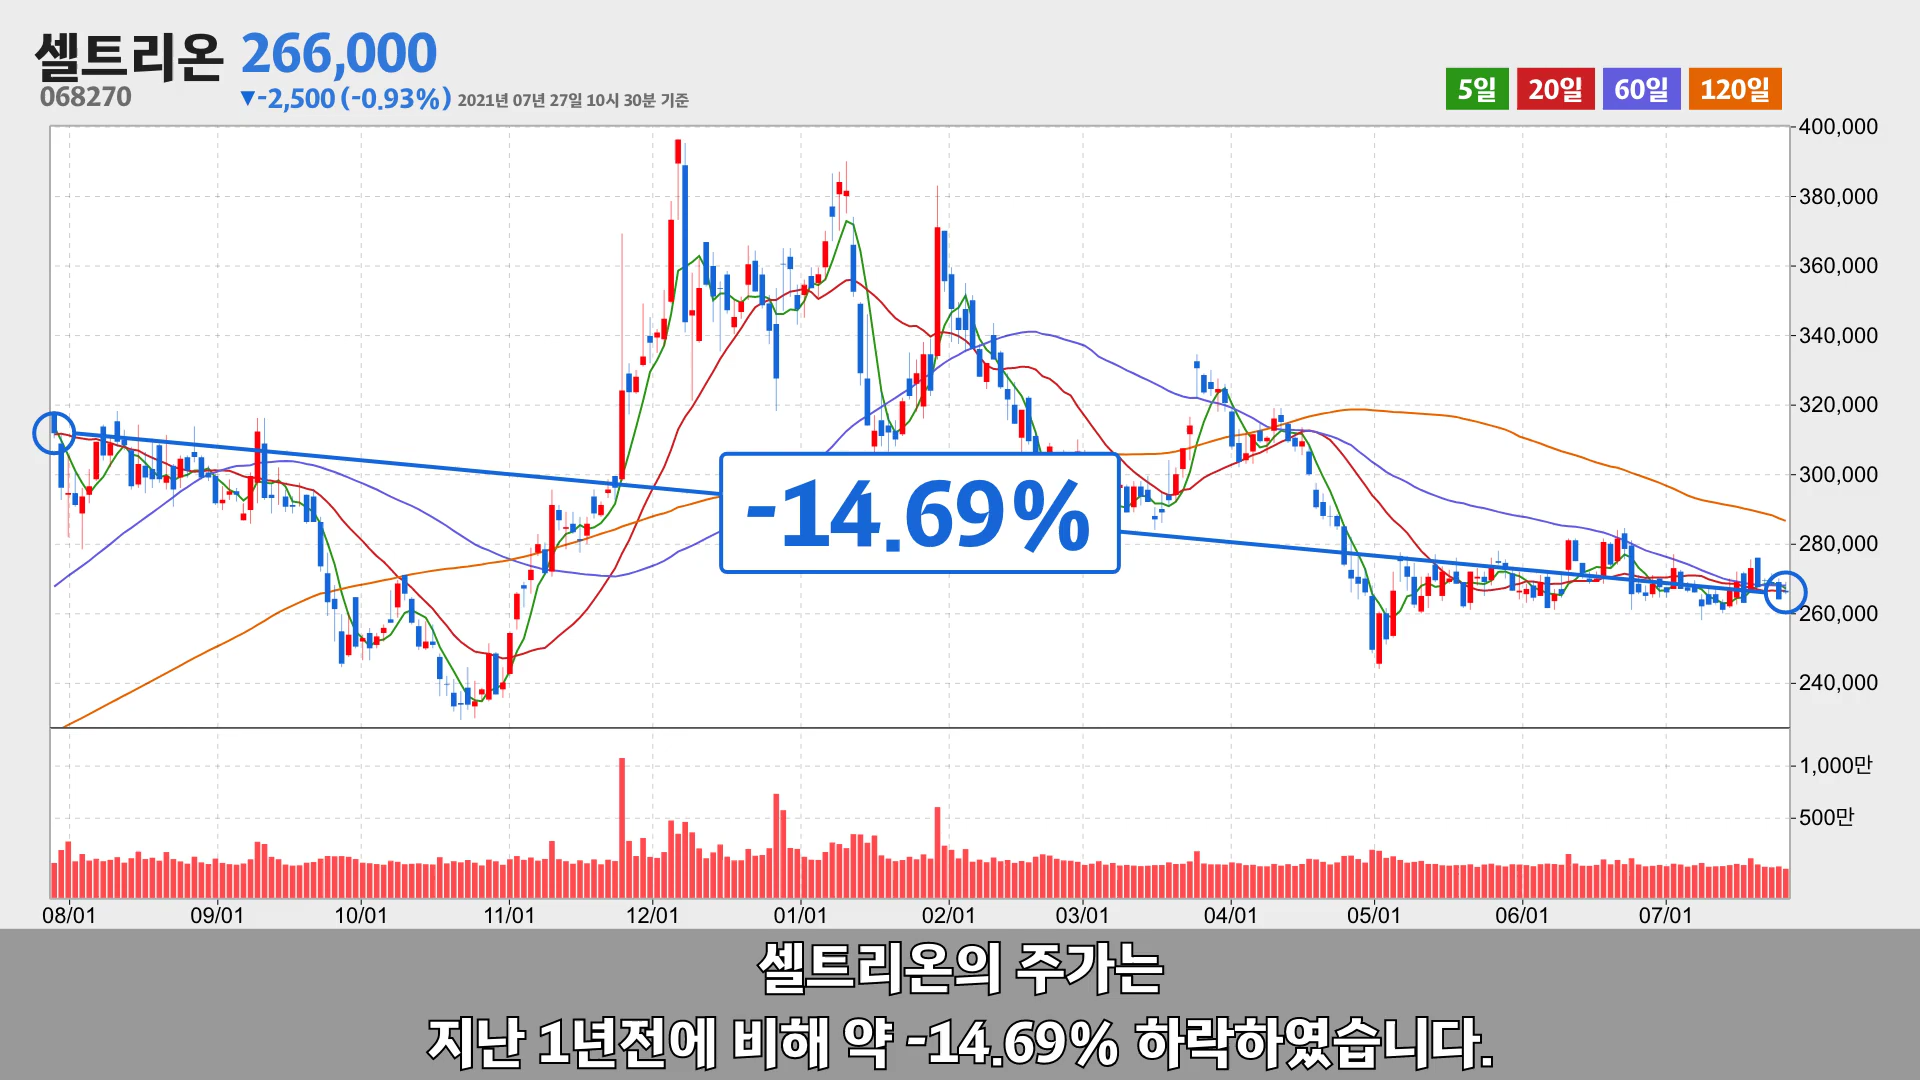 셀트리온 266,000
068270 ▼-2,500 (-0.93%) 2021년 07년 27일 10시 30분 기준
5일 20일 60일 120일
400,000
380,000
360,000
340,000
320,000
300,000
280,000
260,000
240,000
-14.69%
1,000만
500만
08/01 09/01 10/01 11/01 12/01 01/01 02/01 03/01 04/01 05/01 06/01 07/01
셀트리온의 주가는
지난 1년전에 비해 약 -14.69% 하락하였습니다.